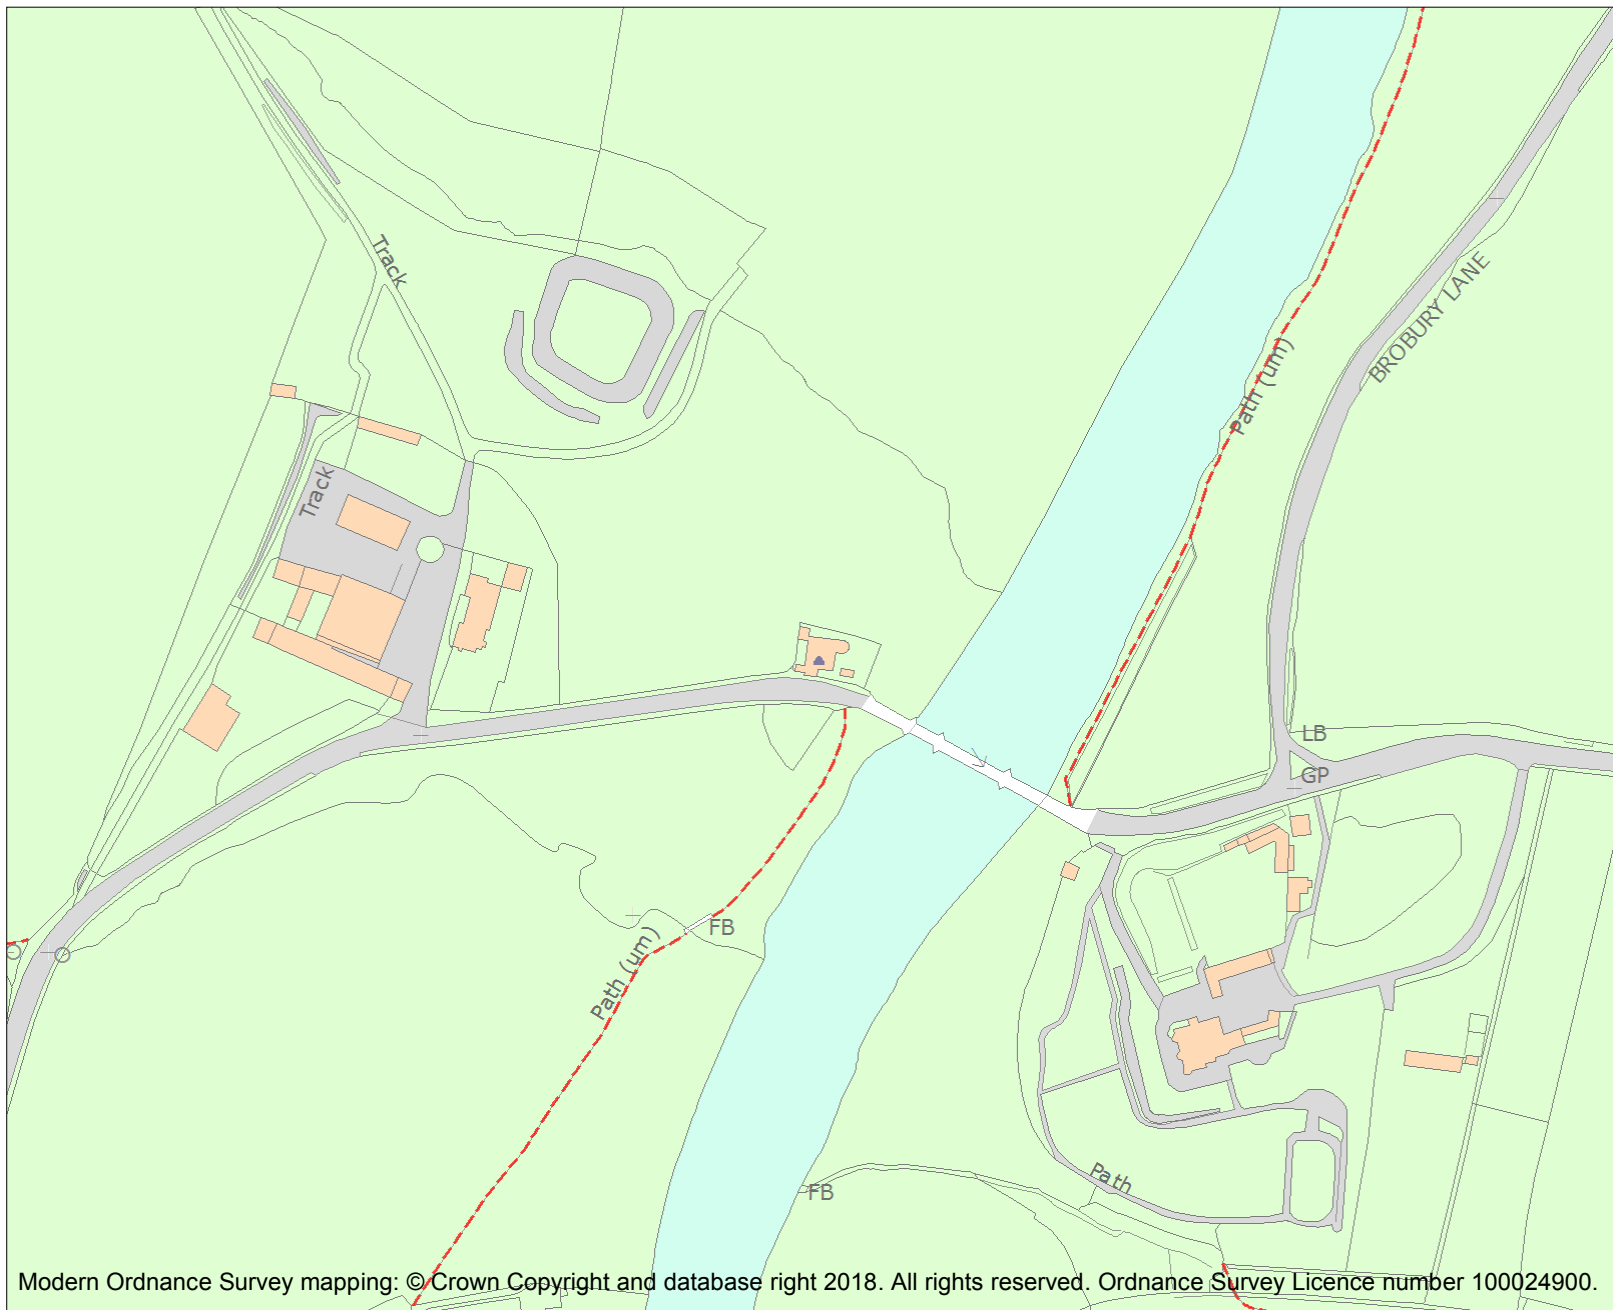 Track
BROBURY LANE
Path (um)
Track
LB
GP
FB
Path (um)
Path
FB
Modern Ordnance Survey mapping: © Crown Copyright and database right 2018. All rights reserved. Ordnance Survey Licence number 100024900.